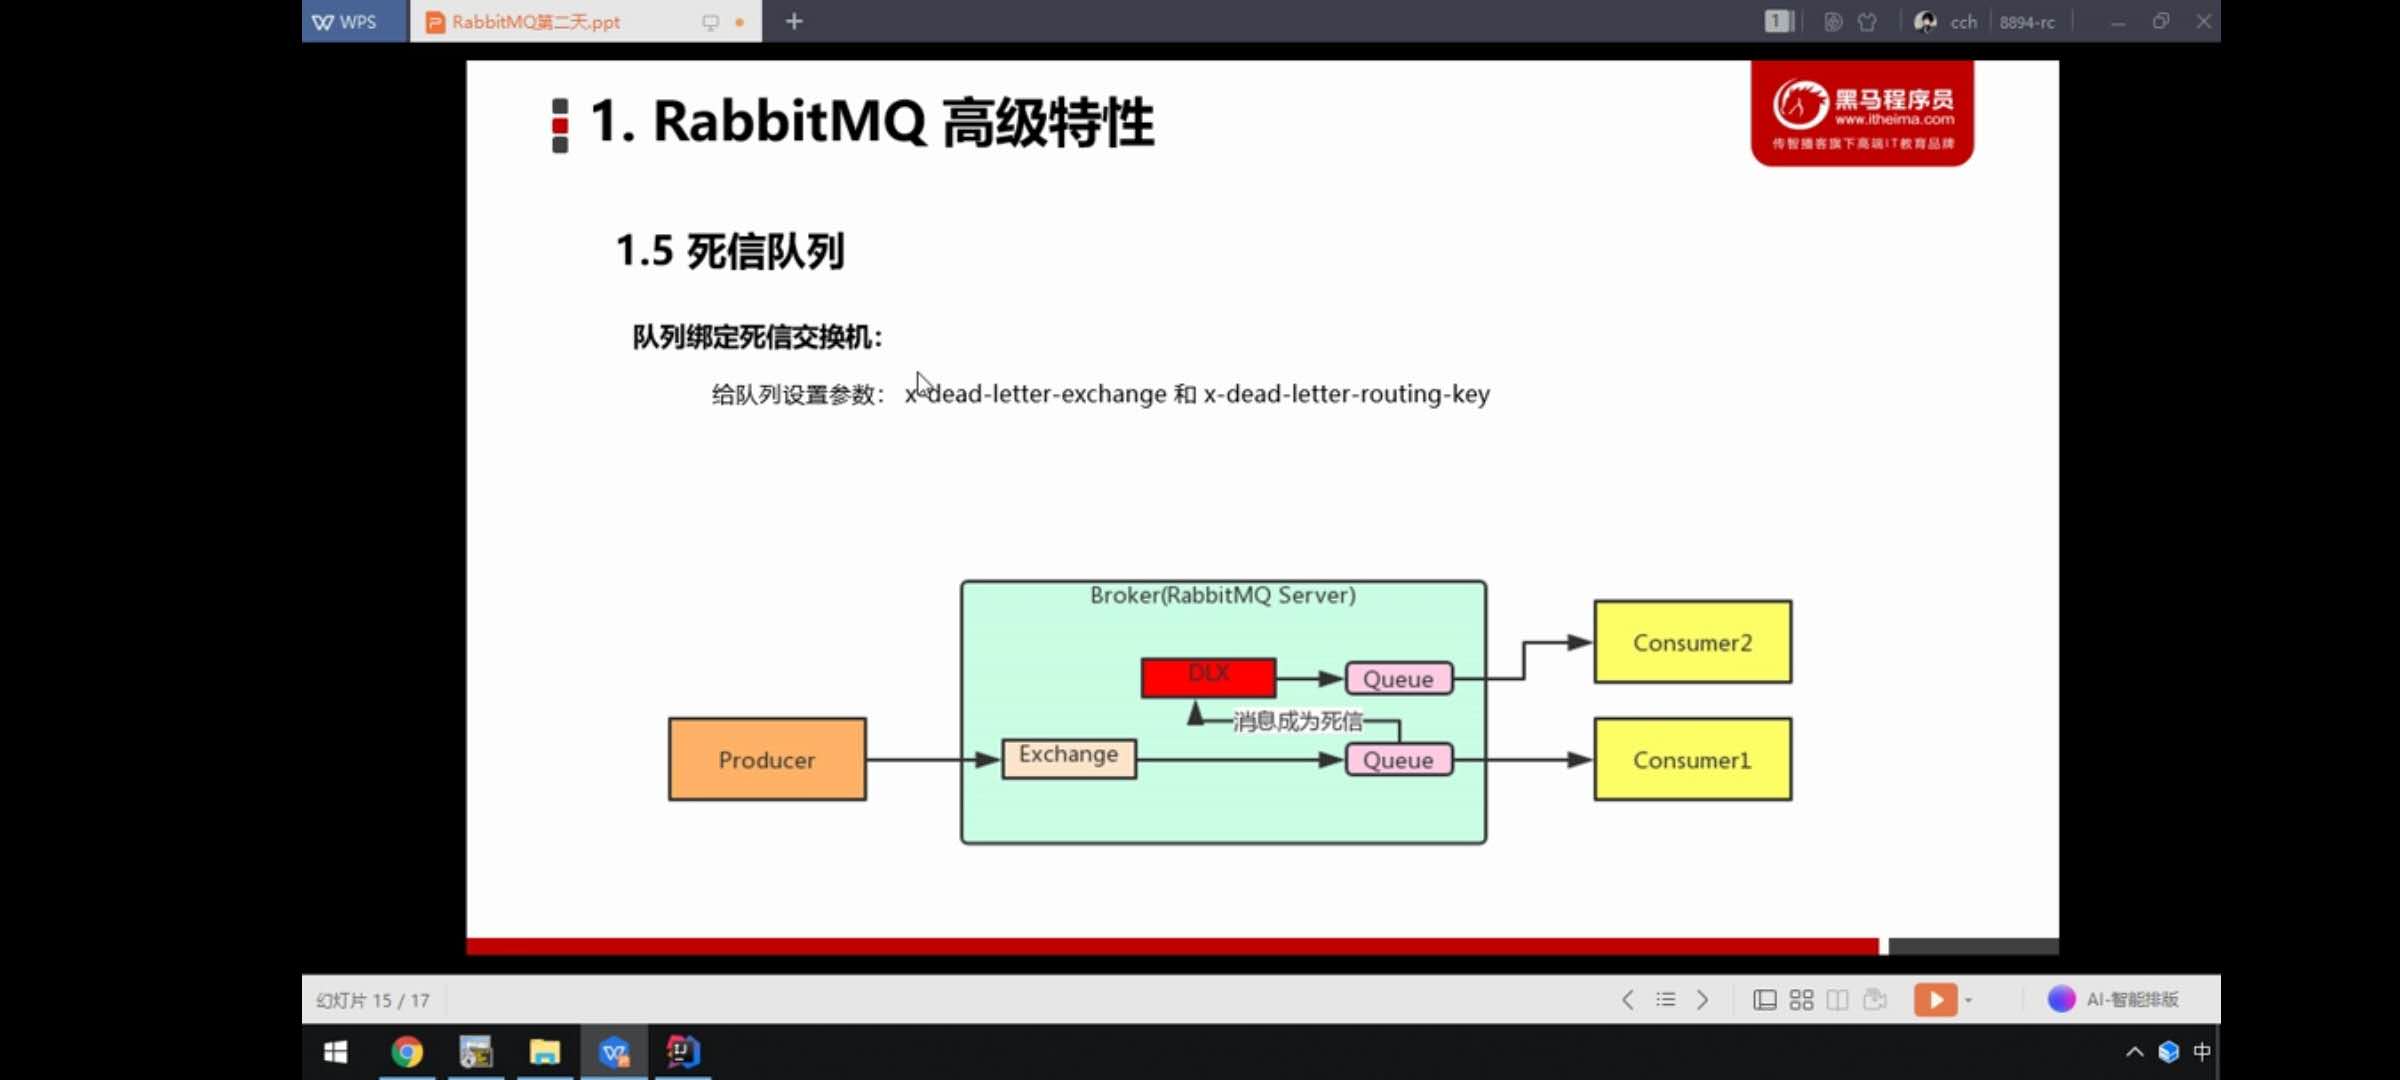 WPS
RabbitMQ第二天.ppt
1
cch
8894-rc
1. RabbitMQ 高级特性
黑马程序员
www.itheima.com
传智播客旗下高端IT教育品牌
1.5 死信队列
队列绑定死信交换机：
给队列设置参数： x-dead-letter-exchange 和 x-dead-letter-routing-key
Broker(RabbitMQ Server)
Consumer2
DLX
Queue
消息成为死信
Producer
Exchange
Queue
Consumer1
幻灯片 15 / 17
AI-智能排版
中